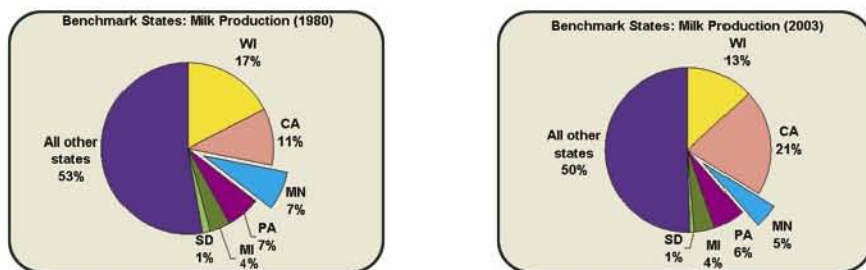 Benchmark States: Milk Production (1980)
WI
17%
CA
11%
MN
7%
PA
7%
MI
4%
SD
1%
All other
states
53%
Benchmark States: Milk Production (2003)
WI
13%
CA
21%
MN
5%
PA
6%
MI
4%
SD
1%
All other
states
50%